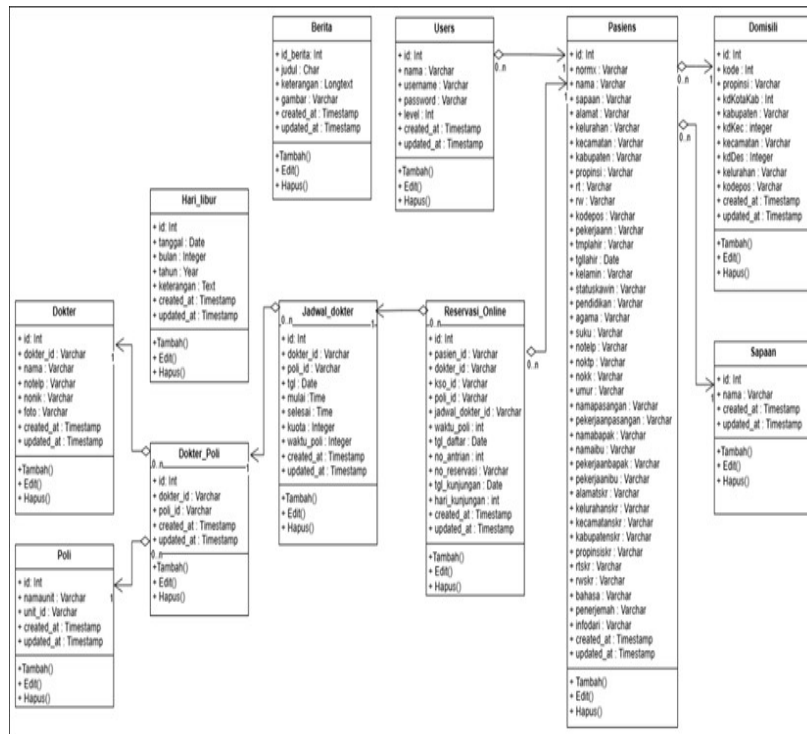 Berita
+ id_berita: Int
+ judul : Char
+ keterangan : Longtext
+ gambar : Varchar
+ created_at : Timestamp
+ updated_at : Timestamp
+Tambah()
+ Edit()
+ Hapus()
Users
+ id: Int
+ nama : Varchar
+ username : Varchar
+ password : Varchar
+ level : Int
+ created_at : Timestamp
+ updated_at : Timestamp
+Tambah()
+ Edit()
+ Hapus()
0..n
1
Pasiens
+ id: Int
+ normx : Varchar
+ nama : Varchar
+ sapaan : Varchar
+ alamat : Varchar
+ kelurahan : Varchar
+ kecamatan : Varchar
+ kabupaten : Varchar
+ propinsi : Varchar
+ rt : Varchar
+ rw : Varchar
+ kodepos : Varchar
+ pekerjaann : Varchar
+ tmplahir : Varchar
+ tgllahir : Date
+ kelamin : Varchar
+ statuskawin : Varchar
+ pendidikan : Varchar
+ agama : Varchar
+ suku : Varchar
+ notelp : Varchar
+ noktp : Varchar
+ nokk : Varchar
+ umur : Varchar
+ namapasangan : Varchar
+ pekerjaanpasangan : Varchar
+ namabapak : Varchar
+ namaibu : Varchar
+ pekerjaanbapak : Varchar
+ pekerjaanibu : Varchar
+ alamatskr : Varchar
+ kelurahanskr : Varchar
+ kecamatanskr : Varchar
+ kabupatenskr : Varchar
+ propinsiskr : Varchar
+ rtskr : Varchar
+ rwskr : Varchar
+ bahasa : Varchar
+ penerjemah : Varchar
+ infodari : Varchar
+ created_at : Timestamp
+ updated_at : Timestamp
+ Tambah()
+ Edit()
+ Hapus()
1
0..n
0..n
Domisili
+ id: Int
+ kode : Int
+ propinsi : Varchar
+ kdKotaKab : Int
+ kabupaten : Varchar
+ kdKec : integer
+ kecamatan : Varchar
+ kdDes : Integer
+ kelurahan : Varchar
+ kodepos : Varchar
+ created_at : Timestamp
+ updated_at : Timestamp
+Tambah()
+ Edit()
+ Hapus()
1
Hari_libur
+ id: Int
+ tanggal : Date
+ bulan : Integer
+ tahun : Year
+ keterangan : Text
+ created_at : Timestamp
+ updated_at : Timestamp
+Tambah()
+ Edit()
+ Hapus()
Dokter
+ id: Int
+ dokter_id : Varchar
+ nama : Varchar
+ notelp : Varchar
+ nonik : Varchar
+ foto : Varchar
+ created_at : Timestamp
+ updated_at : Timestamp
+Tambah()
+ Edit()
+ Hapus()
1
Jadwal_dokter
0..n
1
+ id: Int
+ dokter_id : Varchar
+ poli_id : Varchar
+ tgl : Date
+ mulai : Time
+ selesai : Time
+ kuota : Integer
+ waktu_poli : Integer
+ created_at : Timestamp
+ updated_at : Timestamp
+Tambah()
+ Edit()
+ Hapus()
Reservasi_Online
0..n
+ id: Int
+ pasien_id : Varchar
+ dokter_id : Varchar
+ kso_id : Varchar
+ poli_id : Varchar
+ jadwal_dokter_id : Varchar
+ waktu_poli : int
+ tgl_daftar : Date
+ no_antrian : int
+ no_reservasi : Varchar
+ tgl_kunjungan : Date
+ hari_kunjungan : int
+ created_at : Timestamp
+ updated_at : Timestamp
+Tambah()
+ Edit()
+ Hapus()
0..n
Sapaan
+ id: Int
+ nama : Varchar
+ created_at : Timestamp
+ updated_at : Timestamp
+Tambah()
+ Edit()
+ Hapus()
1
Dokter_Poli
0..n
1
+ id: Int
+ dokter_id : Varchar
+ poli_id : Varchar
+ created_at : Timestamp
+ updated_at : Timestamp
0..n
+Tambah()
+ Edit()
+ Hapus()
Poli
+ id: Int
+ namaunit : Varchar
+ unit_id : Varchar
+ created_at : Timestamp
+ updated_at : Timestamp
+Tambah()
+ Edit()
+ Hapus()
1